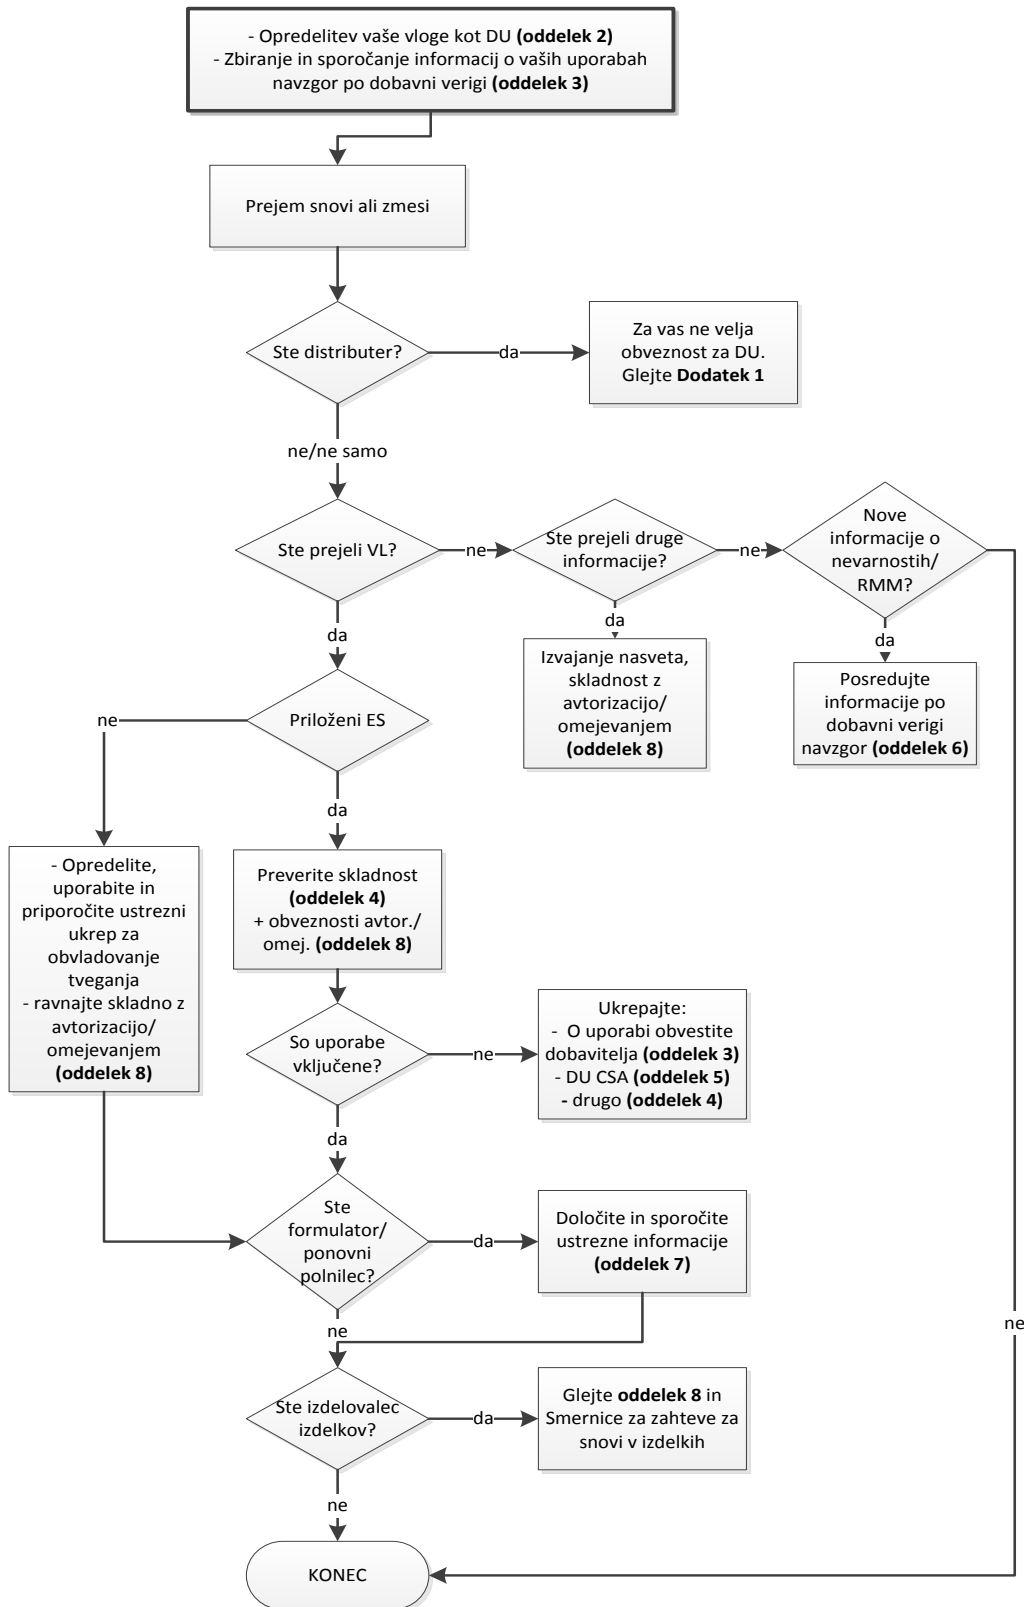 - Opredelitev vaše vloge kot DU (oddelek 2)
- Zbiranje in sporočanje informacij o vaših uporabah
navzgor po dobavni verigi (oddelek 3)
Prejem snovi ali zmesi
Ste distributer?
da
Za vas ne velja
obveznost za DU.
Glejte Dodatek 1
ne/ne samo
Ste prejeli VL?
ne
Ste prejeli druge
informacije?
ne
Nove
informacije o
nevarnostih/
RMM?
da
da
da
Izvajanje nasveta,
skladnost z
avtorizacijo/
omejevanjem
(oddelek 8)
Posredujte
informacije po
dobavni verigi
navzgor (oddelek 6)
Priloženi ES
ne
da
- Opredelite,
uporabite in
priporočite ustrezni
ukrep za
obvladovanje
tveganja
- ravnajte skladno z
avtorizacijo/
omejevanjem
(oddelek 8)
Preverite skladnost
(oddelek 4)
+ obveznosti avtor./
omej. (oddelek 8)
So uporabe
vključene?
ne
Ukrepajte:
- O uporabi obvestite
dobavitelja (oddelek 3)
- DU CSA (oddelek 5)
- drugo (oddelek 4)
da
Ste
formulator/
ponovni
polnilec?
da
Določite in sporočite
ustrezne informacije
(oddelek 7)
ne
ne
Ste izdelovalec
izdelkov?
da
Glejte oddelek 8 in
Smernice za zahteve za
snovi v izdelkih
ne
KONEC